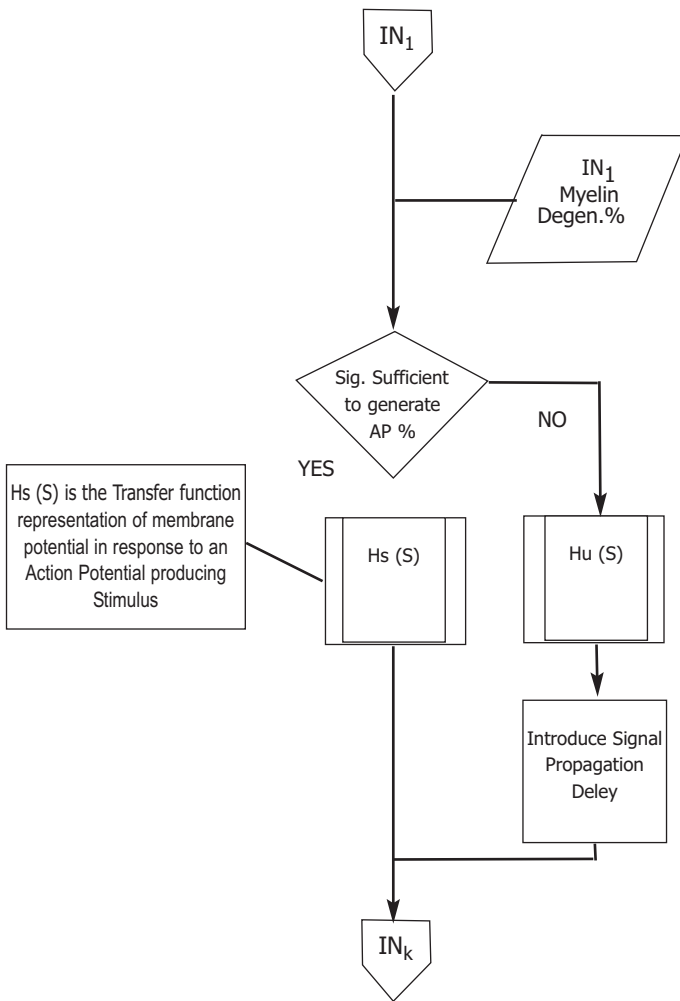 IN₁
IN₁
Myelin
Degen.%
Sig. Sufficient
to generate
AP %
NO
YES
Hs (S) is the Transfer function
representation of membrane
potential in response to an
Action Potential producing
Stimulus
Hs (S)
Hu (S)
Introduce Signal
Propagation
Deley
INₖ